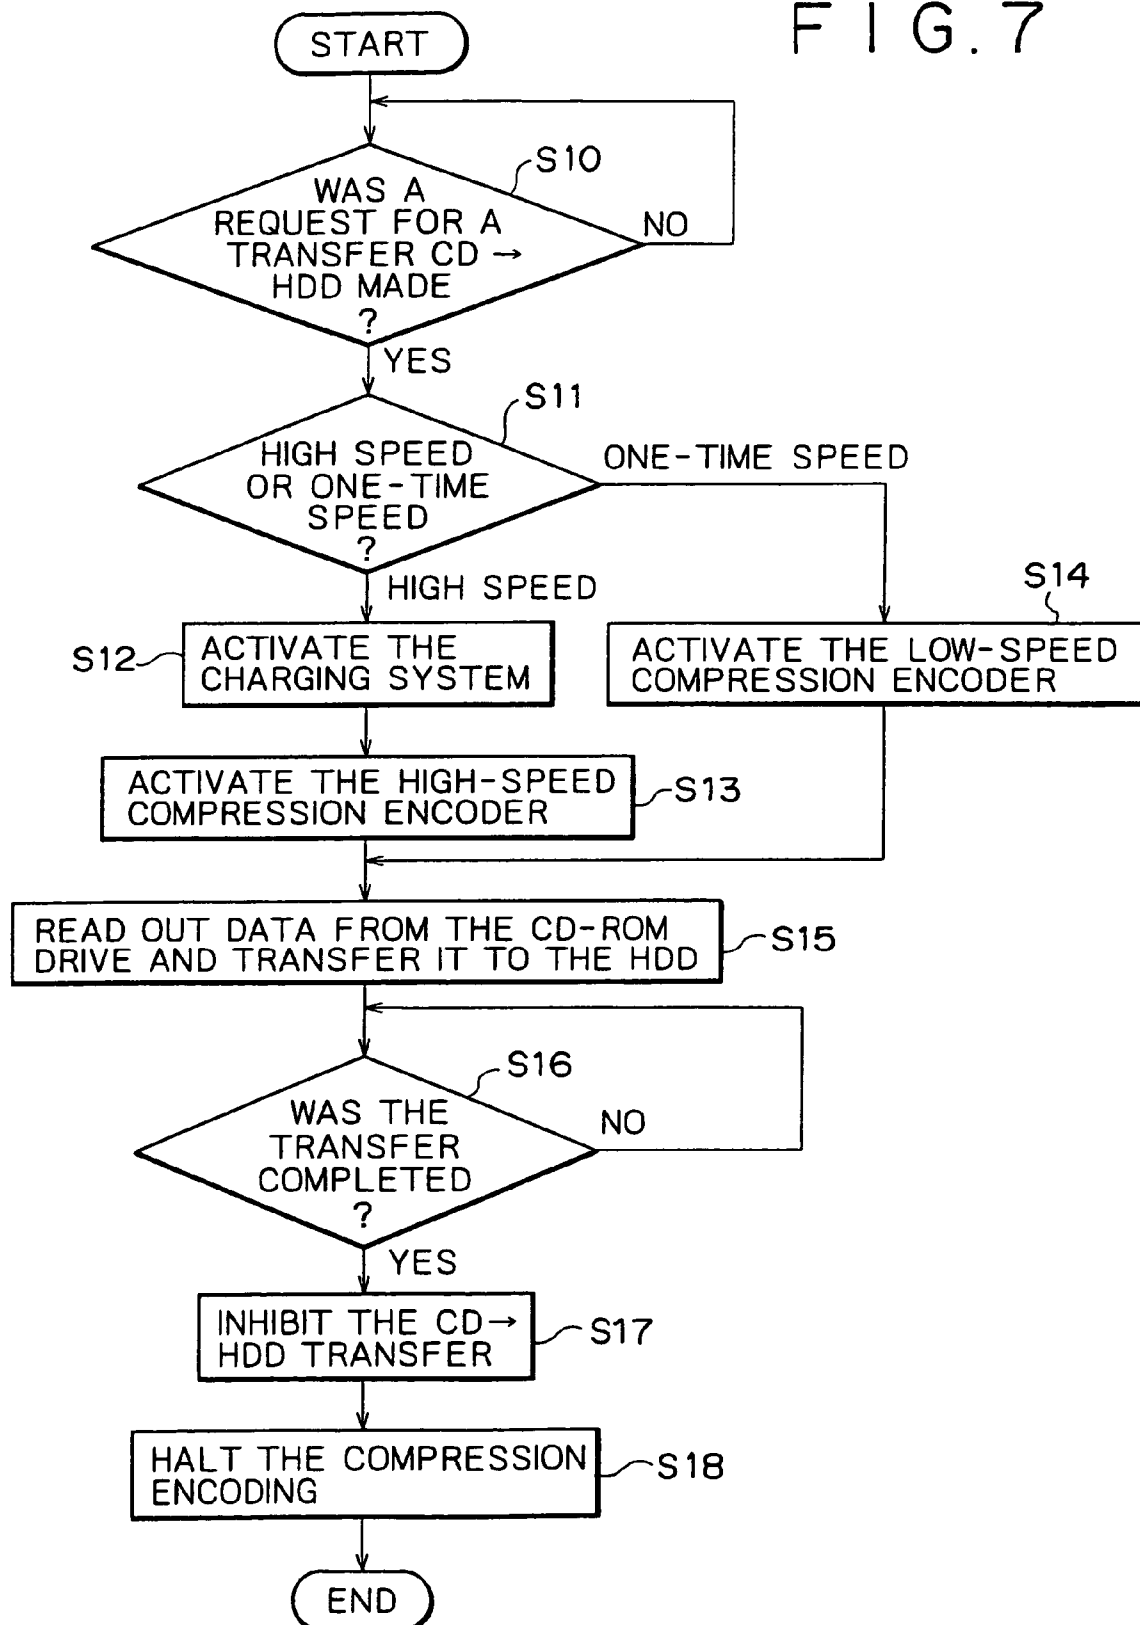 FIG.7
START
S10
WAS A
REQUEST FOR A
TRANSFER CD →
HDD MADE
?
NO
YES
S11
HIGH SPEED
OR ONE-TIME
SPEED
?
ONE-TIME SPEED
HIGH SPEED
S12
ACTIVATE THE
CHARGING SYSTEM
S14
ACTIVATE THE LOW-SPEED
COMPRESSION ENCODER
ACTIVATE THE HIGH-SPEED
COMPRESSION ENCODER
S13
READ OUT DATA FROM THE CD-ROM
DRIVE AND TRANSFER IT TO THE HDD
S15
S16
WAS THE
TRANSFER
COMPLETED
?
NO
YES
INHIBIT THE CD→
HDD TRANSFER
S17
HALT THE COMPRESSION
ENCODING
S18
END